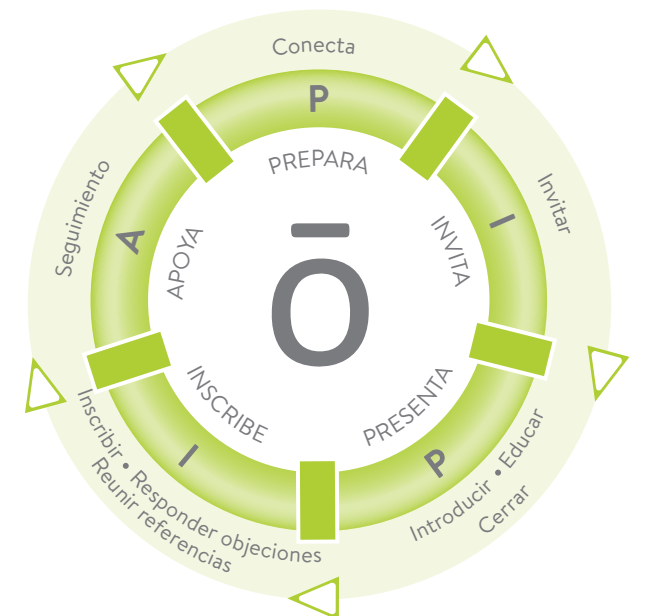 Conecta
P
PREPARA
Invitar
I
INVITA
Introducir • Educar
Cerrar
P
PRESENTA
Inscribir • Responder objeciones
Reunir referencias
I
INSCRIBE
Seguimiento
A
APOYA
ō